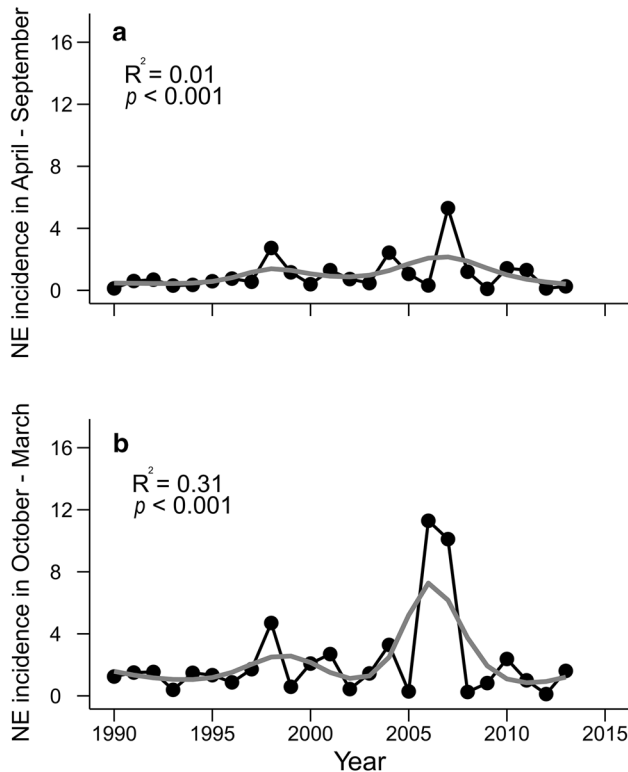 a
R² = 0.01
p < 0.001
NE incidence in April - September
16
12
8
4
0
b
R² = 0.31
p < 0.001
NE incidence in October - March
16
12
8
4
0
1990 1995 2000 2005 2010 2015
Year